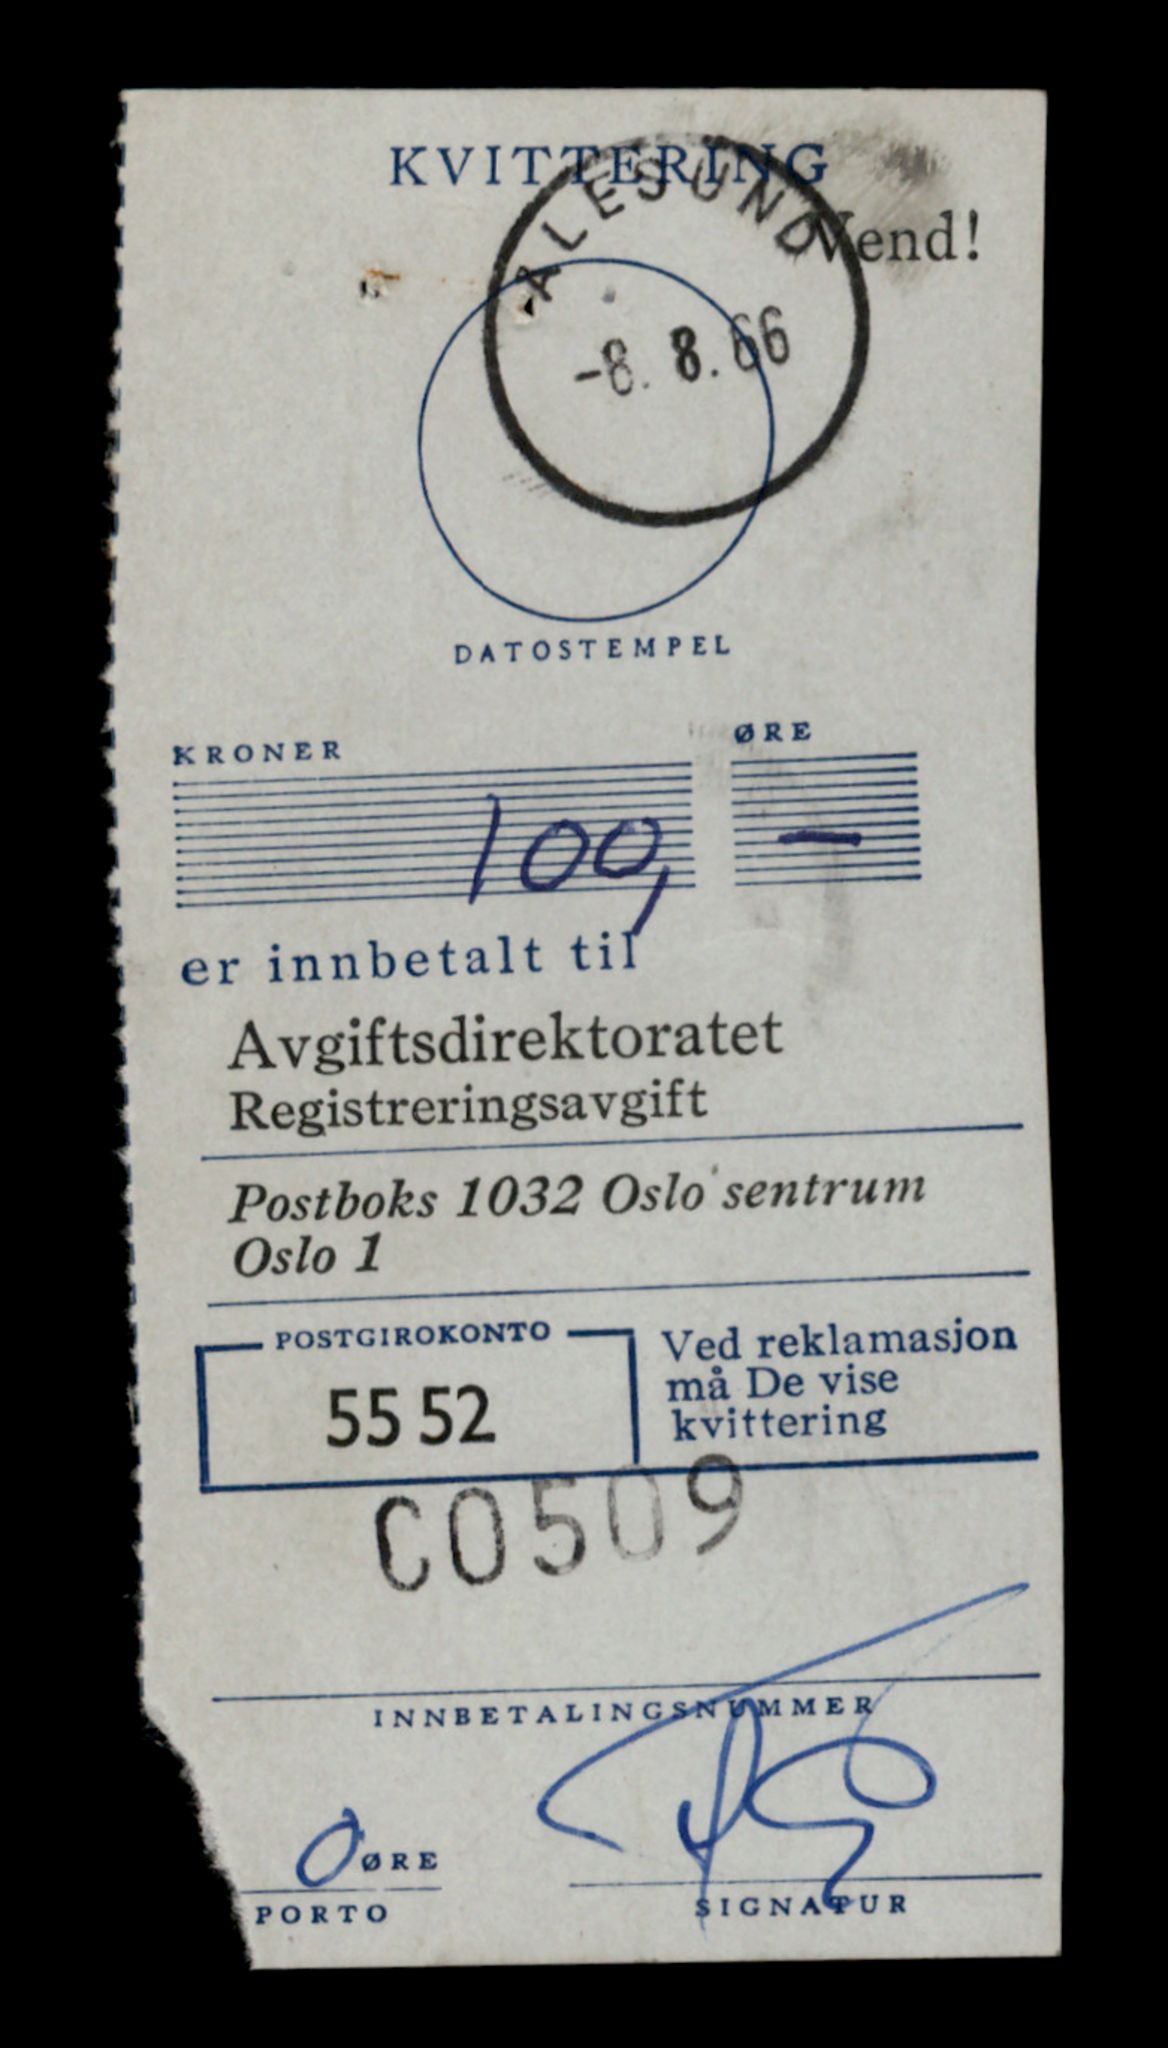 KVITTERING
Vend!
ALESUND
-8. 8. 66
DATOSTEMPEL
KRONER ØRE
100, —
er innbetalt til
Avgiftsdirektoratet
Registreringsavgift
Postboks 1032 Oslo sentrum
Oslo 1
POSTGIROKONTO
55 52
Ved reklamasjon
må De vise
kvittering
C0509
INNBETALINGSNUMMER
0 ØRE
PORTO
SIGNATUR